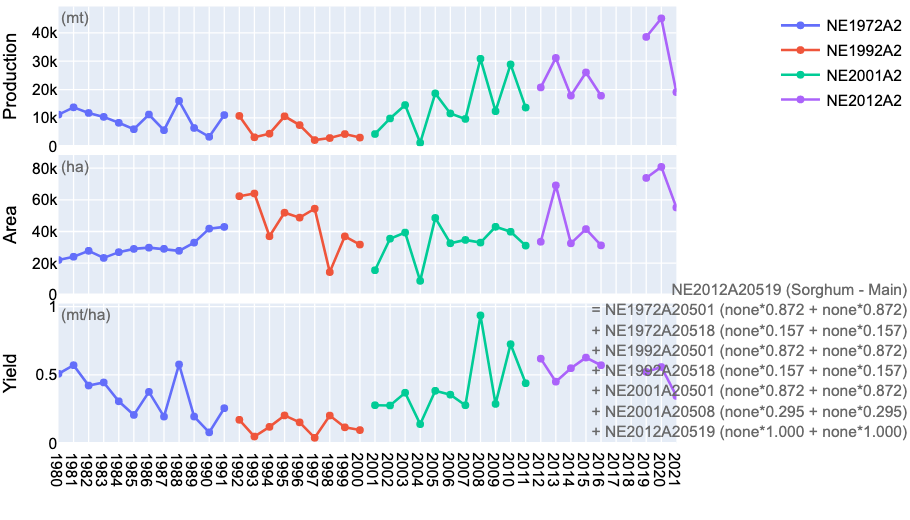 (mt)
Production
40k
30k
20k
10k
0
NE1972A2
NE1992A2
NE2001A2
NE2012A2
(ha)
Area
80k
60k
40k
20k
0
(mt/ha)
Yield
1
0.5
0
NE2012A20519 (Sorghum - Main)
= NE1972A20501 (none*0.872 + none*0.872)
+ NE1972A20518 (none*0.157 + none*0.157)
+ NE1992A20501 (none*0.872 + none*0.872)
+ NE1992A20518 (none*0.157 + none*0.157)
+ NE2001A20501 (none*0.872 + none*0.872)
+ NE2001A20508 (none*0.295 + none*0.295)
+ NE2012A20519 (none*1.000 + none*1.000)
1980
1981
1982
1983
1984
1985
1986
1987
1988
1989
1990
1991
1992
1993
1994
1995
1996
1997
1998
1999
2000
2001
2002
2003
2004
2005
2006
2007
2008
2009
2010
2011
2012
2013
2014
2015
2016
2017
2018
2019
2020
2021